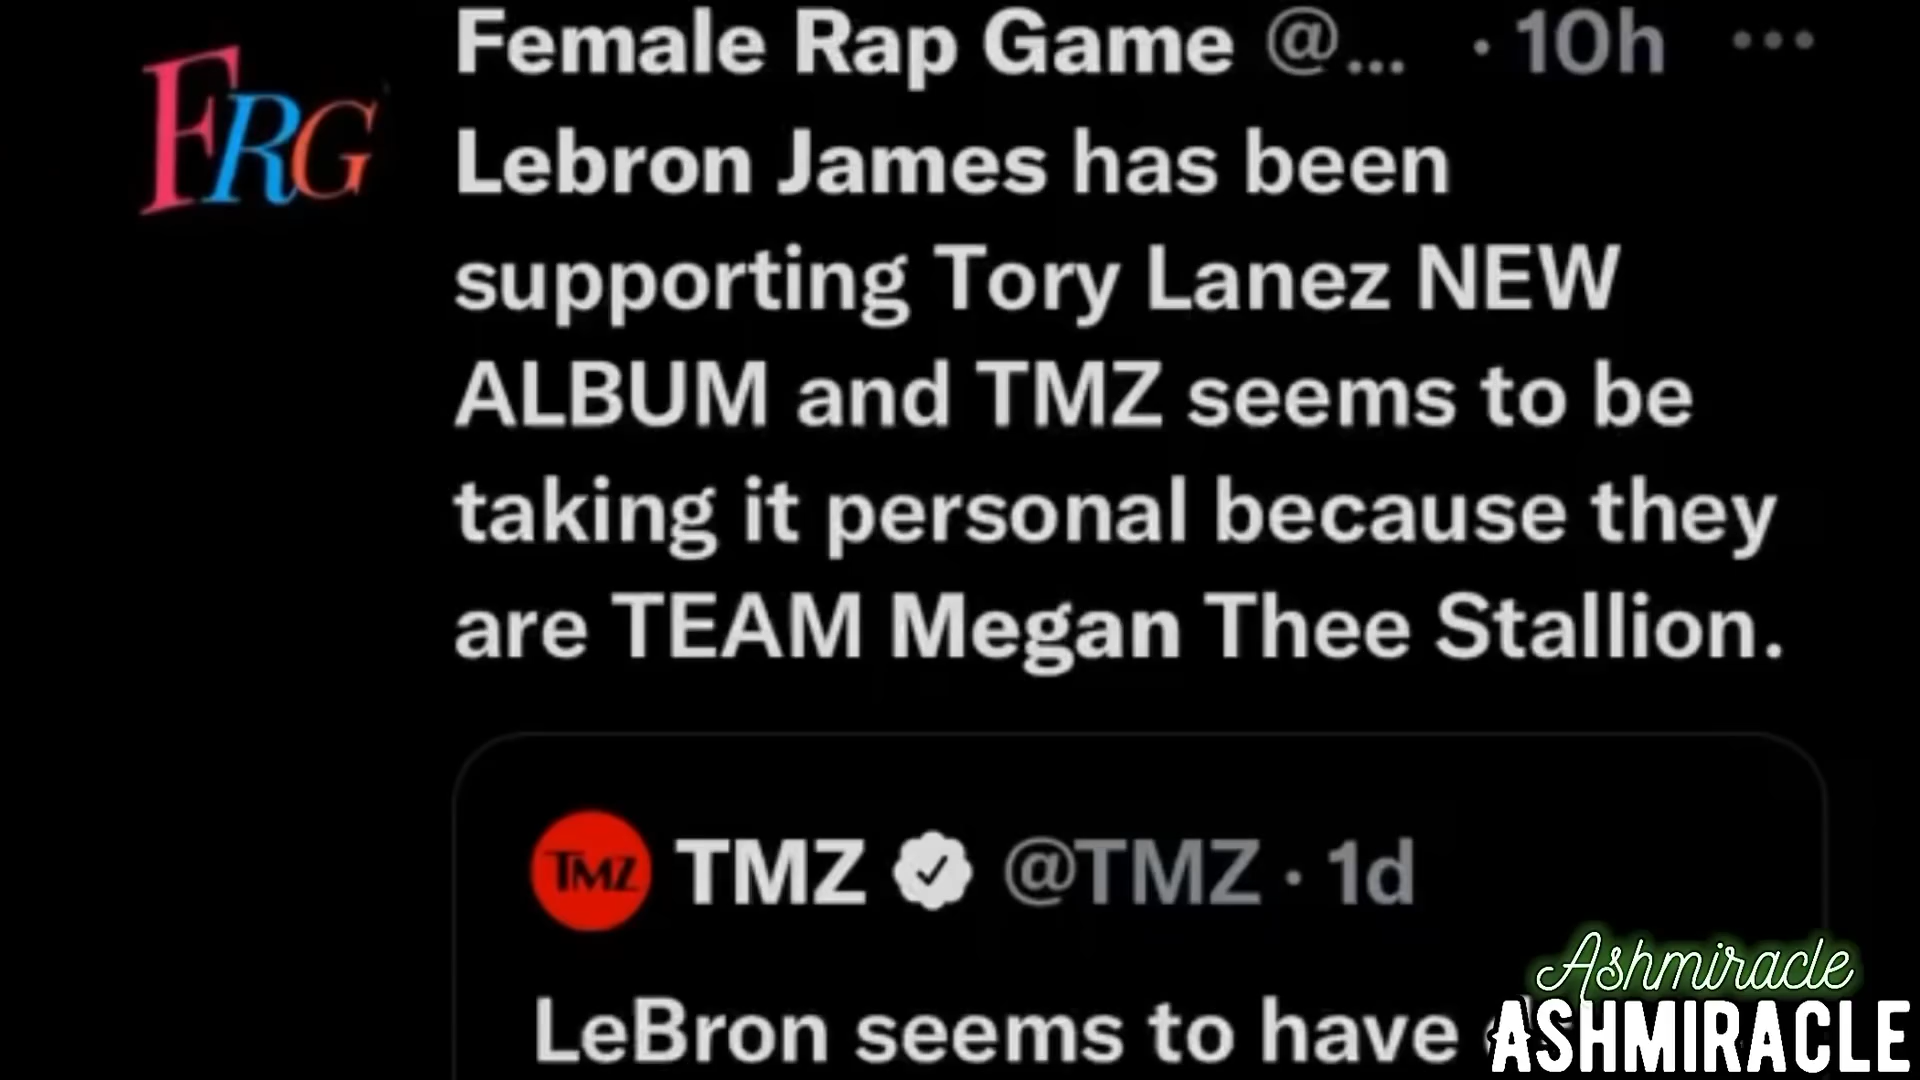 FRG
Female Rap Game @... · 10h ...
Lebron James has been
supporting Tory Lanez NEW
ALBUM and TMZ seems to be
taking it personal because they
are TEAM Megan Thee Stallion.
TMZ TMZ @TMZ · 1d
LeBron seems to have
Ashmiracle
ASHMIRACLE